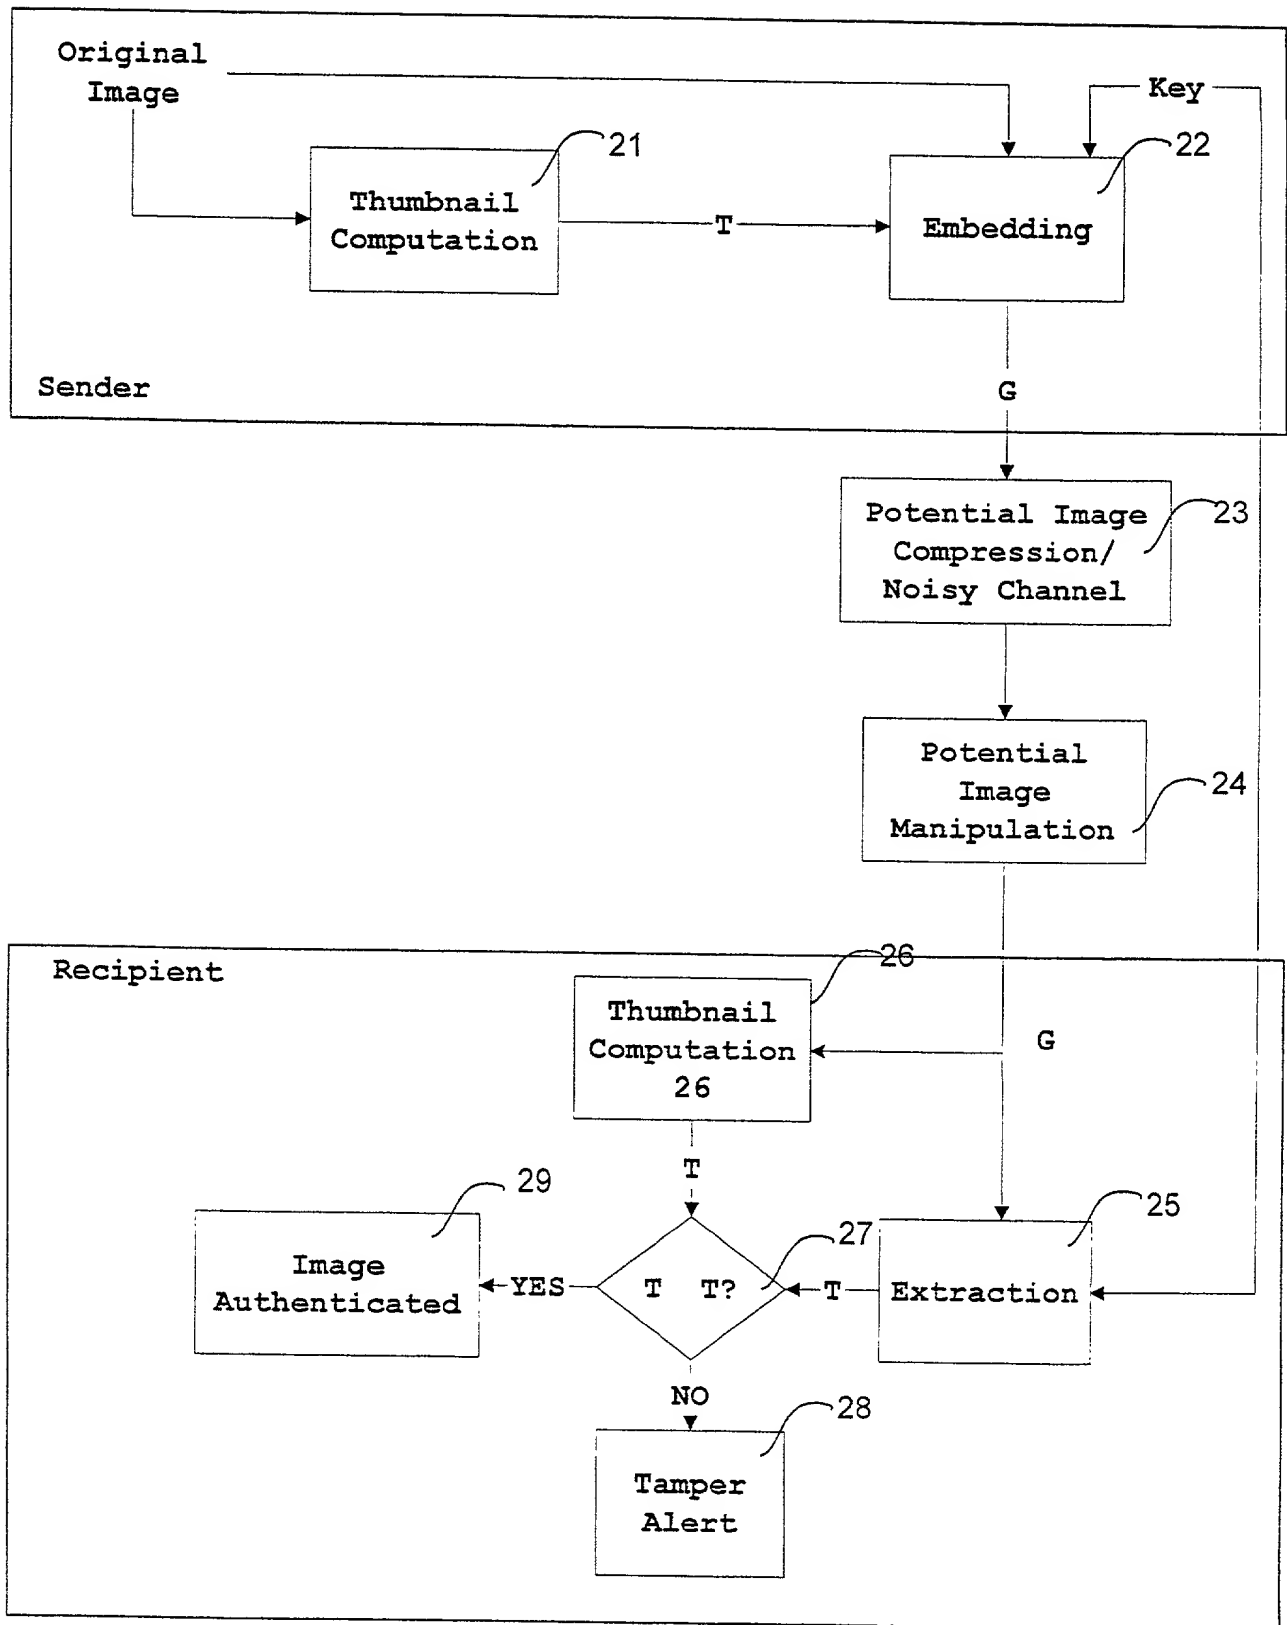 Original
Image
Key
21
22
Thumbnail
Computation
T
Embedding
Sender
G
Potential Image
Compression/
Noisy Channel
23
Potential
Image
Manipulation
24
Recipient
26
Thumbnail
Computation
26
G
T
29
25
Image
Authenticated
YES
T T?
27
T
Extraction
NO
28
Tamper
Alert